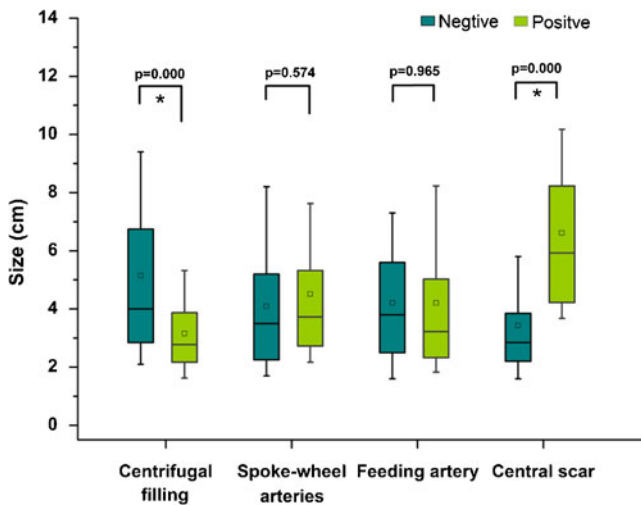 14
12
10
8
6
4
2
0
Size (cm)
Negtive Positve
p=0.000
*
p=0.574
p=0.965
p=0.000
*
Centrifugal
filling
Spoke-wheel
arteries
Feeding artery
Central scar